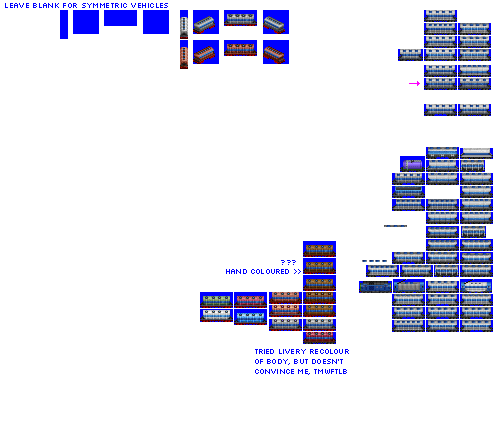 LEAVE BLANK FOR SYMMETRIC VEHICLES
???
HAND COLOURED >>
TRIED LIVERY RECOLOUR
OF BODY, BUT DOESN'T
CONVINCE ME, TMWFTLB